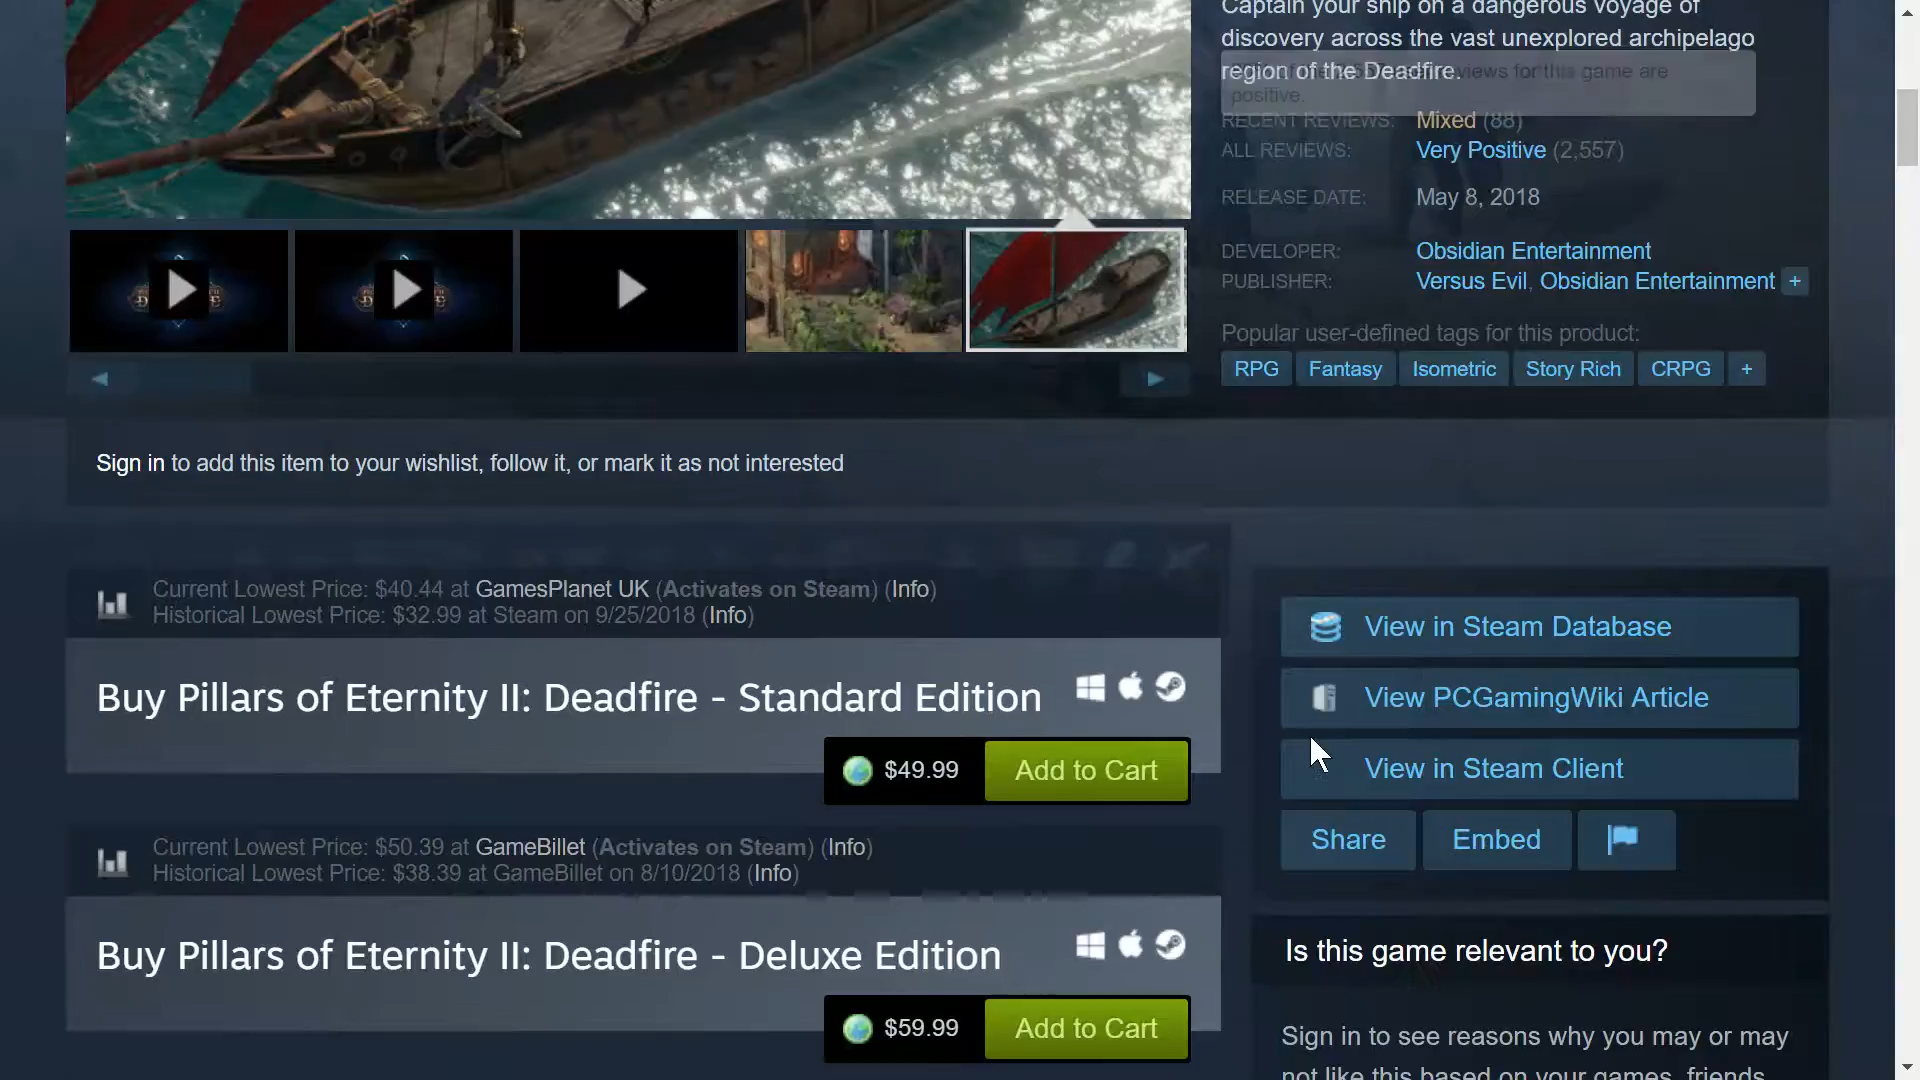 Captain your ship on a dangerous voyage of
discovery across the vast unexplored archipelago
region of the Deadfire.
views for this game are
positive.
RECENT REVIEWS: Mixed (88)
ALL REVIEWS: Very Positive (2,557)
RELEASE DATE: May 8, 2018
DEVELOPER: Obsidian Entertainment
PUBLISHER: Versus Evil, Obsidian Entertainment +
Popular user-defined tags for this product:
RPG Fantasy Isometric Story Rich CRPG +
Sign in to add this item to your wishlist, follow it, or mark it as not interested
Current Lowest Price: $40.44 at GamesPlanet UK (Activates on Steam) (Info)
Historical Lowest Price: $32.99 at Steam on 9/25/2018 (Info)
Buy Pillars of Eternity II: Deadfire - Standard Edition
$49.99 Add to Cart
Current Lowest Price: $50.39 at GameBillet (Activates on Steam) (Info)
Historical Lowest Price: $38.39 at GameBillet on 8/10/2018 (Info)
Buy Pillars of Eternity II: Deadfire - Deluxe Edition
$59.99 Add to Cart
View in Steam Database
View PCGamingWiki Article
View in Steam Client
Share Embed
Is this game relevant to you?
Sign in to see reasons why you may or may
not like this based on your games, friends,